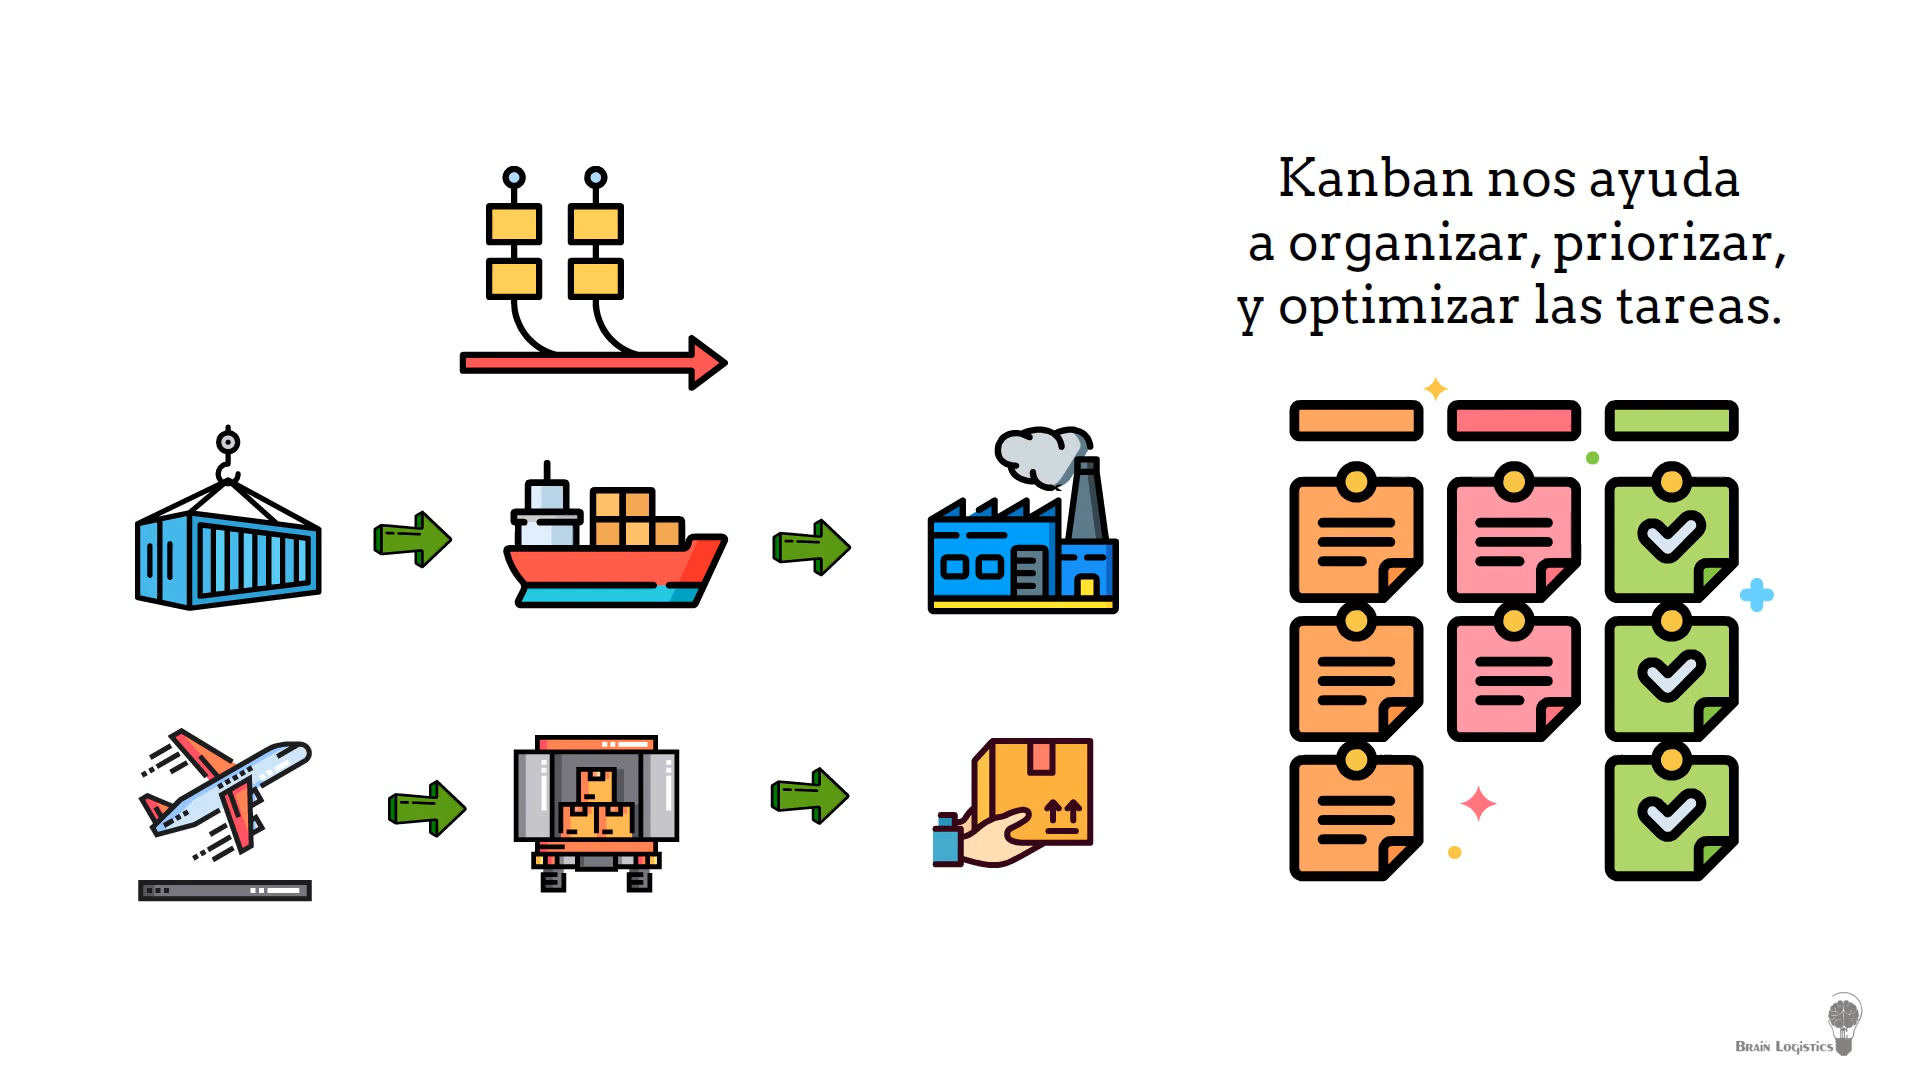 Kanban nos ayuda
a organizar, priorizar,
y optimizar las tareas.
Brain Logistics